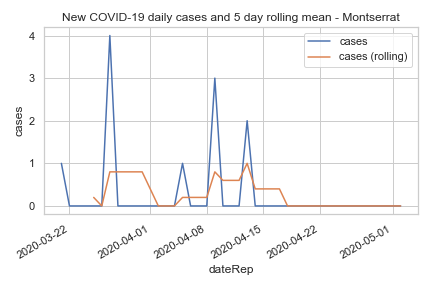 New COVID-19 daily cases and 5 day rolling mean - Montserrat
cases
cases (rolling)
4
3
2
1
0
cases
2020-03-22
2020-04-01
2020-04-08
2020-04-15
2020-04-22
2020-05-01
dateRep